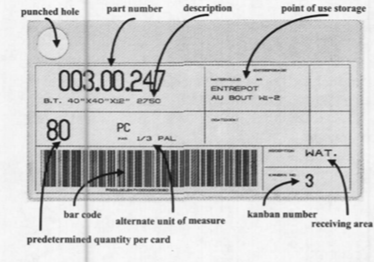 punched hole
part number
description
point of use storage
003.00.247
B.T. 40"X40"X12" 275C
ENTREPOT
AU BOUT W-2
80
PC
1/3 PAL
WAT.
3
bar code
alternate unit of measure
kanban number
receiving area
predetermined quantity per card